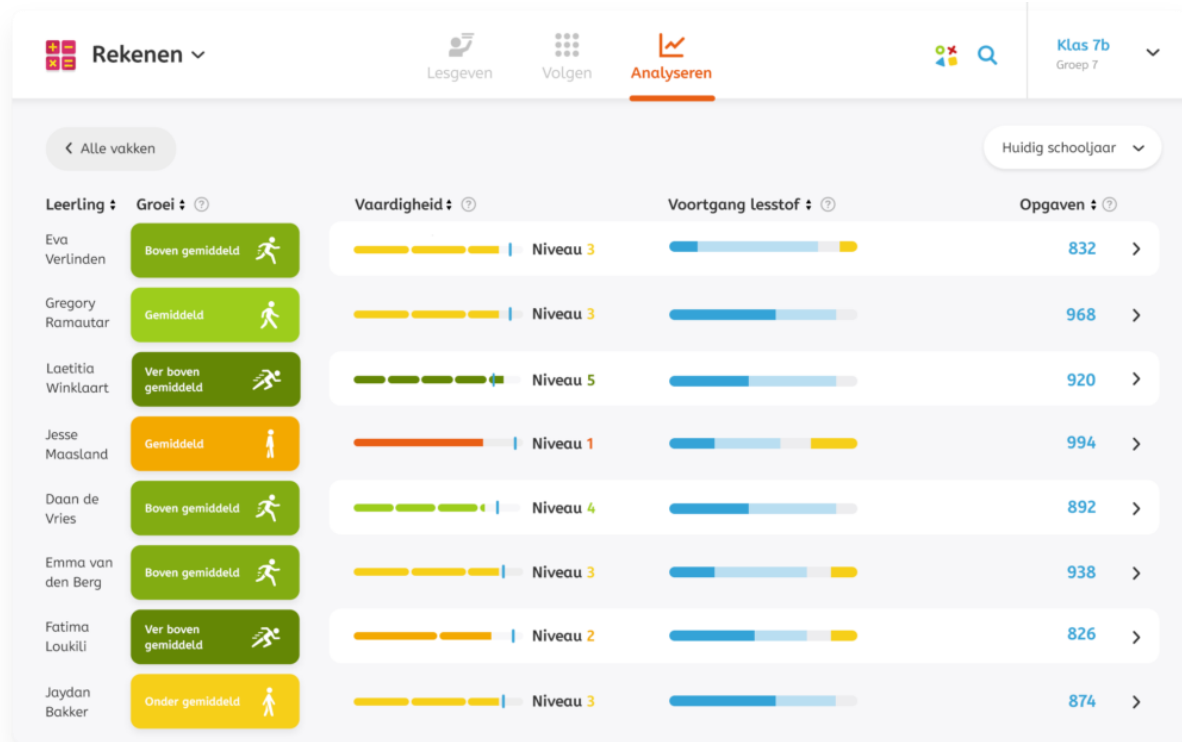 Rekenen
Lesgeven
Volgen
Analyseren
Klas 7b
Groep 7
Alle vakken
Huidig schooljaar
Leerling Groei ? Vaardigheid ? Voortgang lesstof ? Opgaven ?
Eva
Verlinden
Boven gemiddeld
Niveau 3
832
Gregory
Ramautar
Gemiddeld
Niveau 3
968
Laetitia
Winklaart
Ver boven
gemiddeld
Niveau 5
920
Jesse
Maasland
Gemiddeld
Niveau 1
994
Daan de
Vries
Boven gemiddeld
Niveau 4
892
Emma van
den Berg
Boven gemiddeld
Niveau 3
938
Fatima
Loukili
Ver boven
gemiddeld
Niveau 2
826
Jaydan
Bakker
Onder gemiddeld
Niveau 3
874